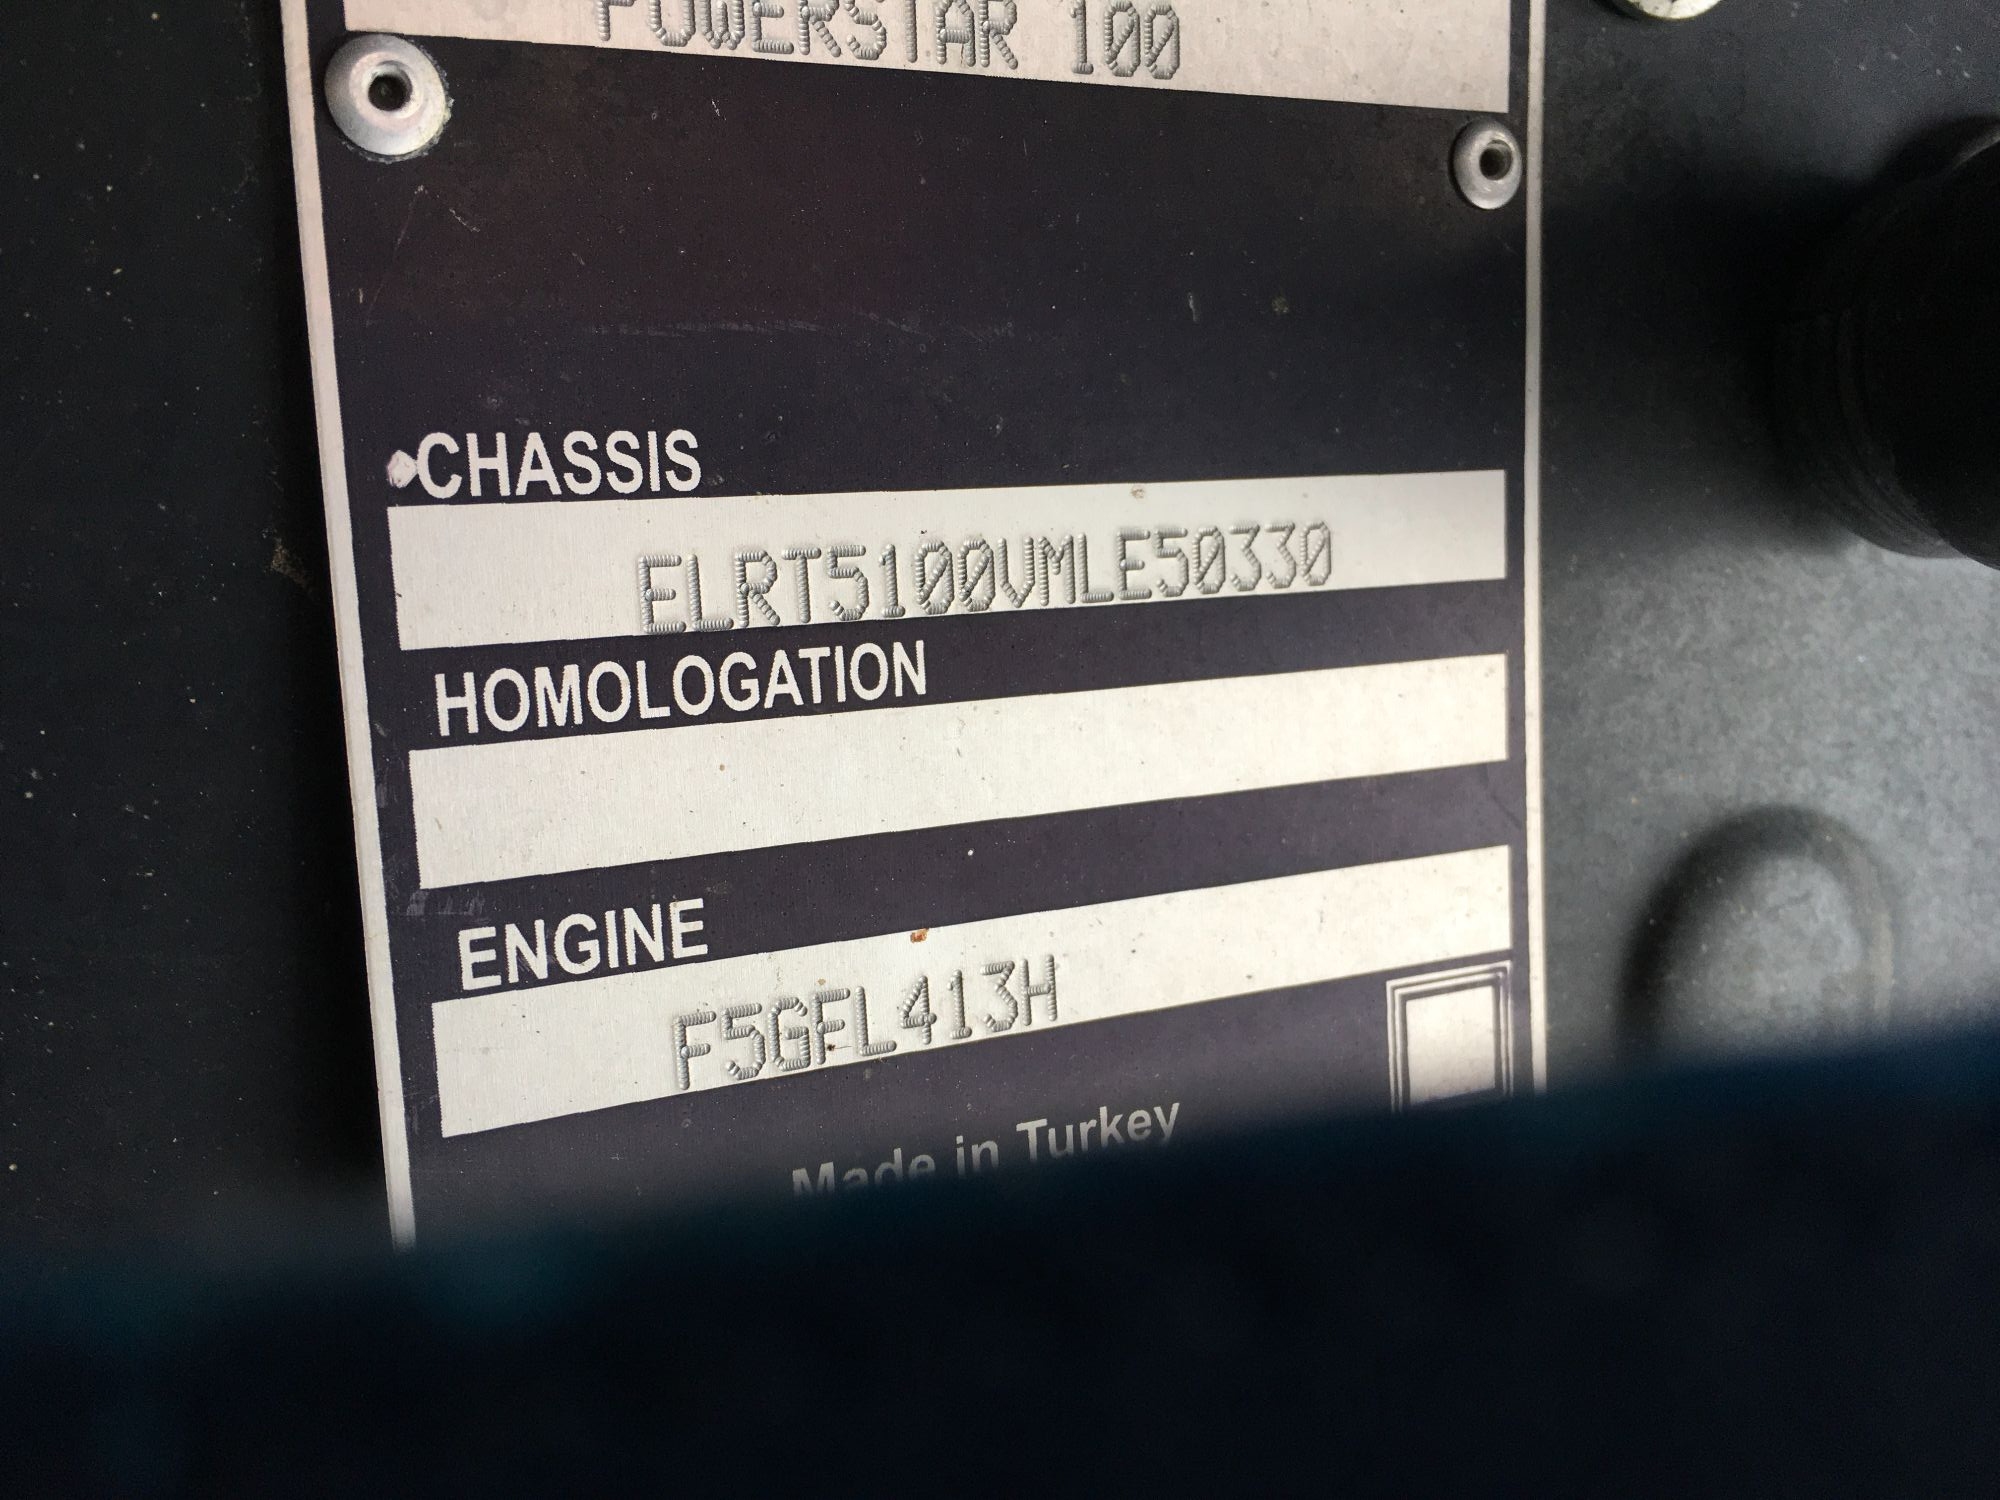 POWERSTAR 100
CHASSIS
ELRT5100VMLE50330
HOMOLOGATION
ENGINE
F5GFL413H
Made in Turkey